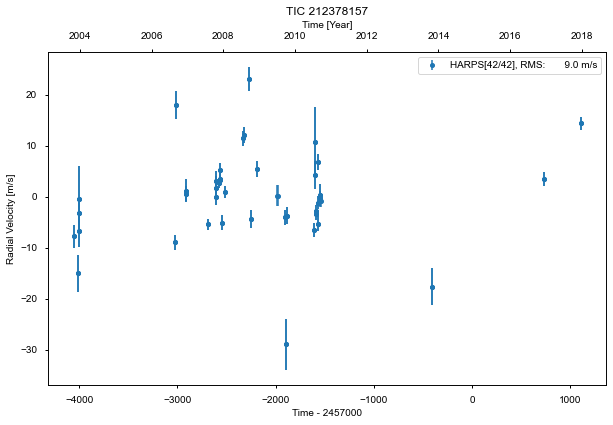 TIC 212378157
Time [Year]
2004 2006 2008 2010 2012 2014 2016 2018
HARPS[42/42], RMS: 9.0 m/s
Radial Velocity [m/s]
20
10
0
−10
−20
−30
−4000 −3000 −2000 −1000 0 1000
Time - 2457000